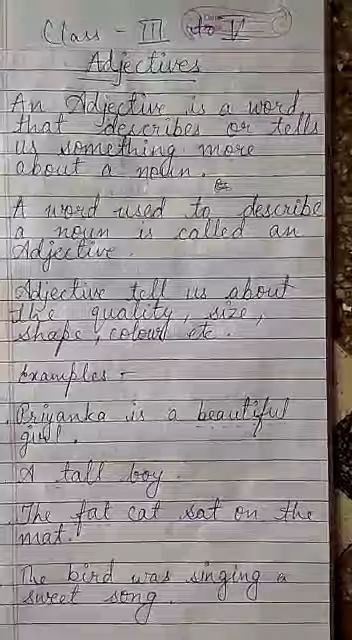 Class - III to V
Adjectives
An Adjective is a word
that describes or tells
us something more
about a noun.
A word used to describe
a noun is called an
Adjective.
Adjective tell us about
the quality, size,
shape, colour etc.
Examples -
Priyanka is a beautiful
girl.
A tall boy.
The fat cat sat on the
mat.
The bird was singing a
sweet song.